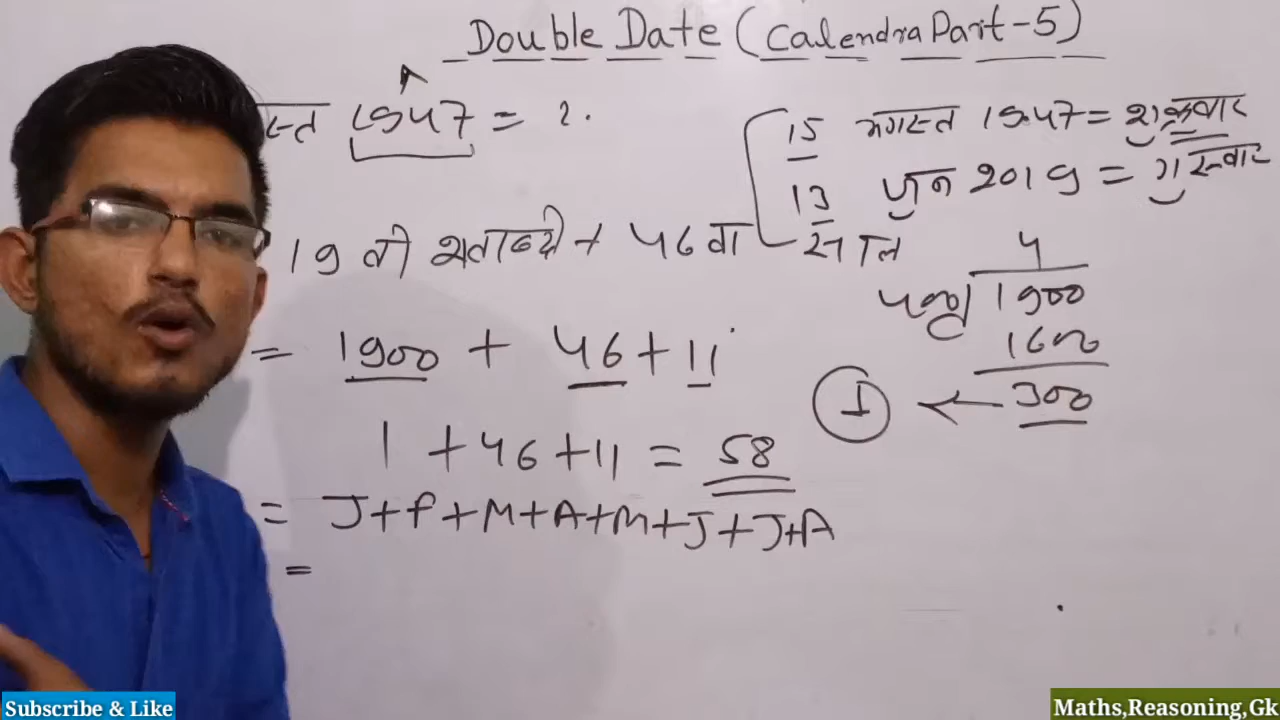 Double Date (Calendra Part-5)
स्त 1947 = ?.
15 अगस्त 1947 = शुक्रवार
13 जून 2019 = गुरूवार
19 वी शताब्दी + 46 वा साल
4
400) 1900
1600
300
1
= 1900 + 46 + 11
1 + 46 + 11 = 58
= J+F+M+A+M+J+J+A
=
Subscribe & Like
Maths,Reasoning,Gk